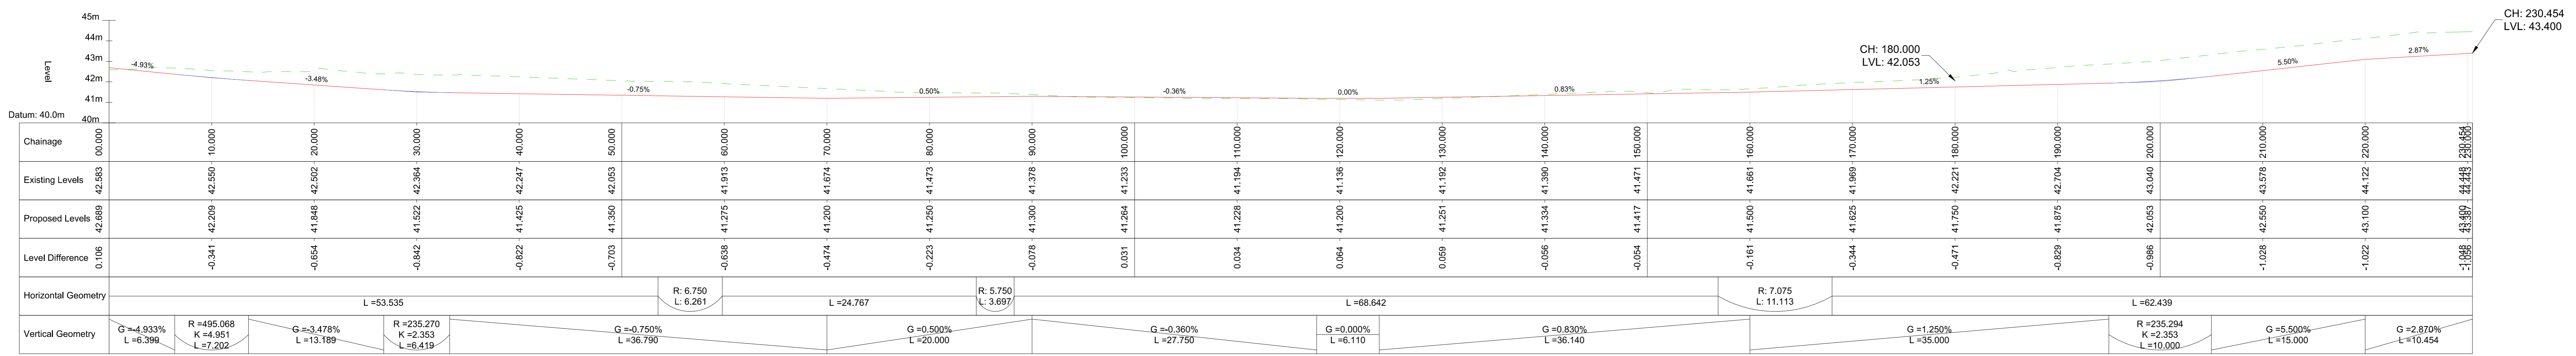 45m
44m
43m
42m
41m
40m
Level
Datum: 40.0m
-4.93%
-3.48%
-0.75%
0.50%
-0.36%
0.00%
0.83%
1.25%
5.50%
2.87%
CH: 180.000
LVL: 42.053
CH: 230.454
LVL: 43.400
Chainage 00.000 10.000 20.000 30.000 40.000 50.000 60.000 70.000 80.000 90.000 100.000 110.000 120.000 130.000 140.000 150.000 160.000 170.000 180.000 190.000 200.000 210.000 220.000 230.454 230.000
Existing Levels 42.583 42.550 42.502 42.364 42.247 42.053 41.913 41.674 41.473 41.378 41.233 41.194 41.136 41.192 41.390 41.471 41.661 41.969 42.221 42.704 43.040 43.578 44.122 44.448 44.443
Proposed Levels 42.689 42.209 41.848 41.522 41.425 41.350 41.275 41.200 41.250 41.300 41.264 41.228 41.200 41.251 41.334 41.417 41.500 41.625 41.750 41.875 42.053 42.550 43.100 43.400 43.387
Level Difference 0.106 -0.341 -0.654 -0.842 -0.822 -0.703 -0.638 -0.474 -0.223 -0.078 0.031 0.034 0.064 0.059 -0.056 -0.054 -0.161 -0.344 -0.471 -0.829 -0.986 -1.028 -1.022 -1.048 -1.056
Horizontal Geometry
L =53.535
R: 6.750
L: 6.261
L =24.767
R: 5.750
L: 3.697
L =68.642
R: 7.075
L: 11.113
L =62.439
Vertical Geometry
G =-4.933%
L =6.399
R =495.068
K =4.951
L =7.202
G =-3.478%
L =13.189
R =235.270
K =2.353
L =6.419
G =-0.750%
L =36.790
G =0.500%
L =20.000
G =-0.360%
L =27.750
G =0.000%
L =6.110
G =0.830%
L =36.140
G =1.250%
L =35.000
R =235.294
K =2.353
L =10.000
G =5.500%
L =15.000
G =2.870%
L =10.454